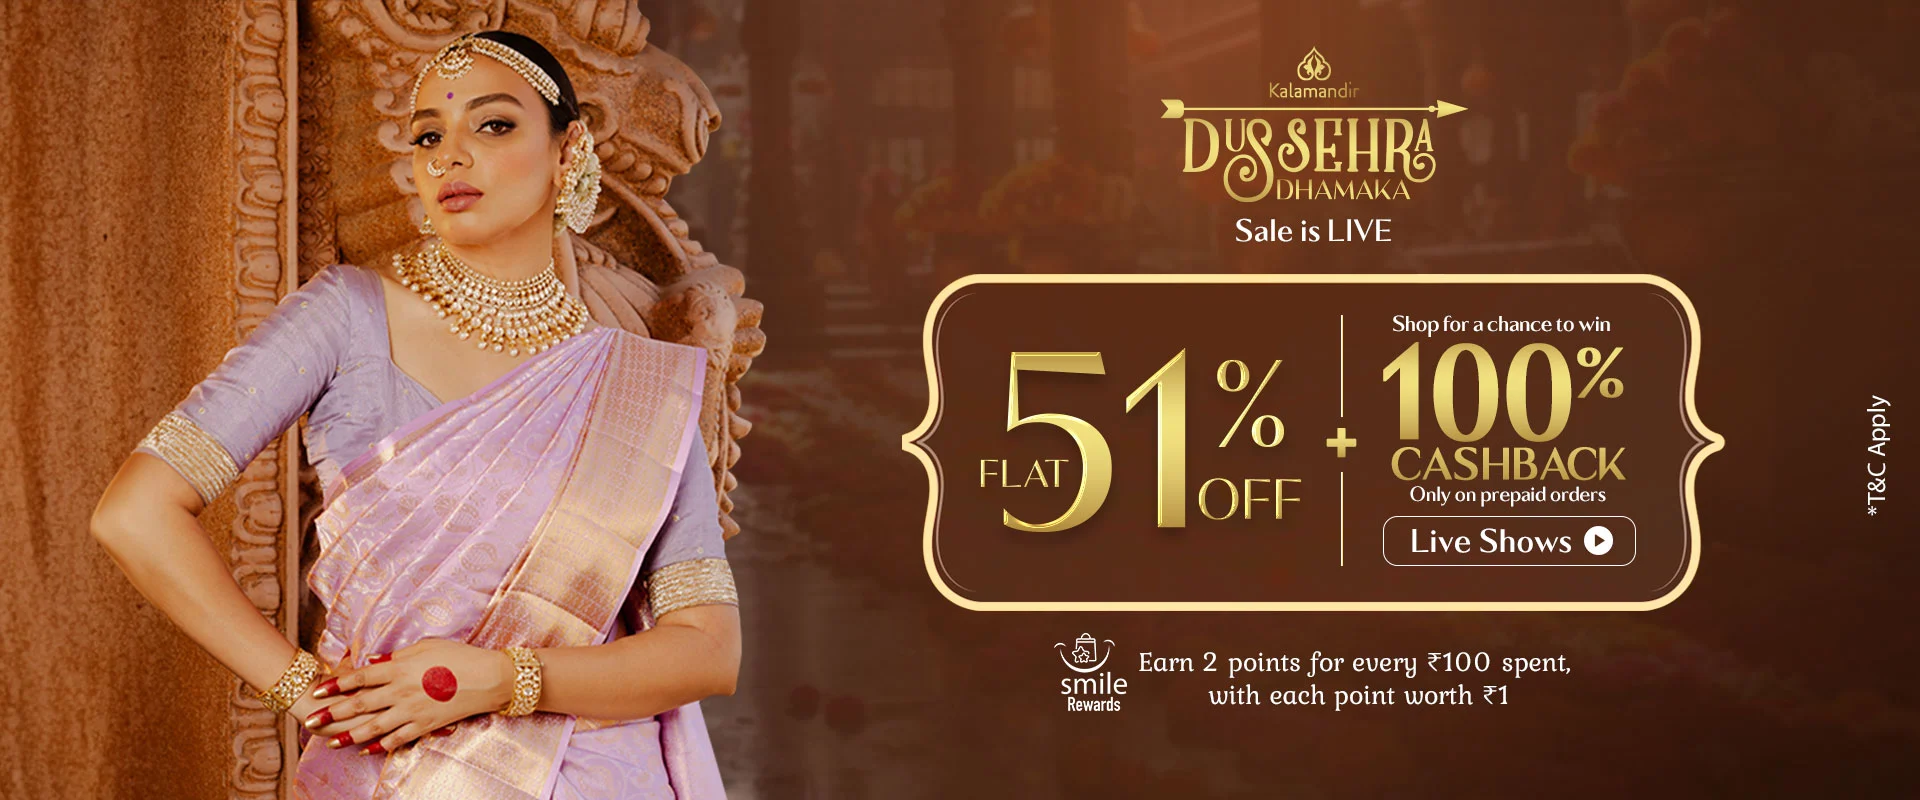 Kalamandir
DUSSEHRA
DHAMAKA
Sale is LIVE
FLAT 51% OFF
+
Shop for a chance to win
100%
CASHBACK
Only on prepaid orders
Live Shows
smile
Rewards
Earn 2 points for every ₹100 spent,
with each point worth ₹1
*T&C Apply